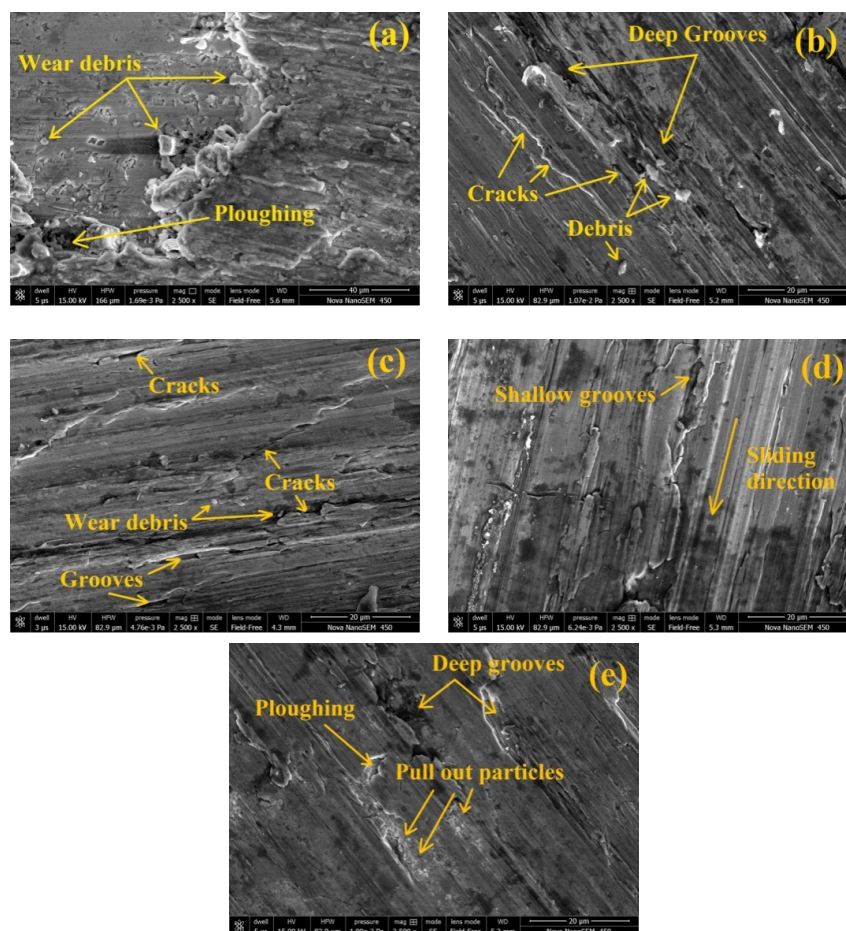 (a)
Wear debris
Ploughing
dwell HV HFW pressure mag mode lens mode WD 40 µm
5 µs 15.00 kV 166 µm 1.69e-3 Pa 2 500 x SE Field-Free 5.6 mm Nova NanoSEM 450
(b)
Deep Grooves
Cracks
Debris
dwell HV HFW pressure mag mode lens mode WD 20 µm
5 µs 15.00 kV 82.9 µm 1.07e-2 Pa 2 500 x SE Field-Free 5.2 mm Nova NanoSEM 450
(c)
Cracks
Cracks
Wear debris
Grooves
dwell HV HFW pressure mag mode lens mode WD 20 µm
3 µs 15.00 kV 82.9 µm 4.76e-3 Pa 2 500 x SE Field-Free 4.3 mm Nova NanoSEM 450
(d)
Shallow grooves
Sliding
direction
dwell HV HFW pressure mag mode lens mode WD 20 µm
5 µs 15.00 kV 82.9 µm 6.24e-3 Pa 2 500 x SE Field-Free 5.3 mm Nova NanoSEM 450
(e)
Deep grooves
Ploughing
Pull out particles
dwell HV HFW pressure mag mode lens mode WD 20 µm